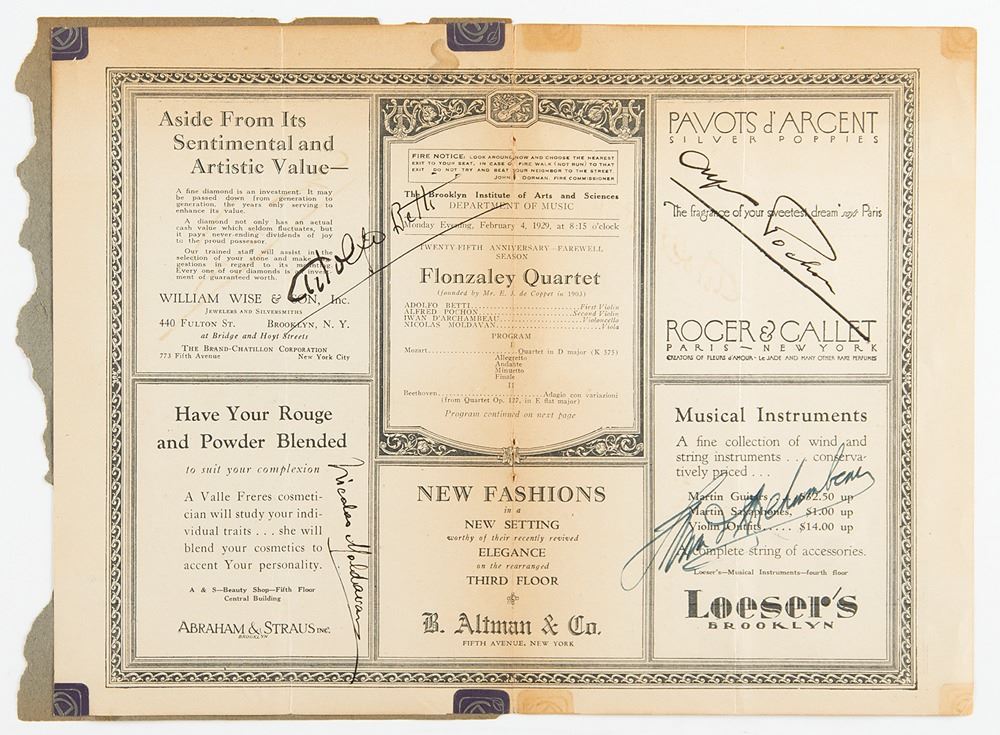 Aside From Its
Sentimental and
Artistic Value—
A fine diamond is an investment. It may
be passed down from generation to
generation, the years only serving to
enhance its value.
A diamond not only has an actual
cash value which seldom fluctuates, but
it pays never-ending dividends of joy
to the proud possessor.
Our trained staff will assist in the
selection of your stone and make
gestions in regard to its
Every one of our diamonds is
ment of guaranteed worth.
WILLIAM WISE & SON, Inc.
JEWELERS AND SILVERSMITHS
440 FULTON ST. BROOKLYN, N. Y.
at Bridge and Hoyt Streets
THE BRAND-CHATILLON CORPORATION
773 Fifth Avenue New York City
Adolfo Betti
FIRE NOTICE: LOOK AROUND NOW AND CHOOSE THE NEAREST
EXIT TO YOUR SEAT, IN CASE OF FIRE WALK (NOT RUN) TO THAT
EXIT DO NOT TRY AND BEAT YOUR NEIGHBOR TO THE STREET.
JOHN J. DORMAN, FIRE COMMISSIONER
The Brooklyn Institute of Arts and Sciences
DEPARTMENT OF MUSIC
Monday Evening, February 4, 1929, at 8:15 o'clock
TWENTY-FIFTH ANNIVERSARY—FAREWELL
SEASON
Flonzaley Quartet
(founded by Mr. E. J. de Coppet in 1903)
ADOLFO BETTI First Violin
ALFRED POCHON Second Violin
IWAN D'ARCHAMBEAU Violoncello
NICOLAS MOLDAVAN Viola
PROGRAM
I
Mozart Quartet in D major (K 575)
Allegretto
Andante
Minuetto
Finale
II
Beethoven Adagio con variazioni
(from Quartet Op. 127, in E flat major)
Program continued on next page
PAVOTS d'ARGENT
SILVER POPPIES
Pochon
The fragrance of your sweetest dream Paris
ROGER & GALLET
PARIS — NEW YORK
CREATORS OF FLEURS d'AMOUR - Le JADE AND MANY OTHER RARE PERFUMES
Have Your Rouge
and Powder Blended
to suit your complexion
A Valle Freres cosmeti-
cian will study your indi-
vidual traits . . . she will
blend your cosmetics to
accent Your personality.
A & S—Beauty Shop—Fifth Floor
Central Building
ABRAHAM & STRAUS INC.
BROOKLYN
Nicolas Moldavan
NEW FASHIONS
in a
NEW SETTING
worthy of their recently revived
ELEGANCE
on the rearranged
THIRD FLOOR
B. Altman & Co.
FIFTH AVENUE, NEW YORK
Musical Instruments
A fine collection of wind and
string instruments . . . conserva-
tively priced . . .
Martin Guitars 2.50 up
Martin Saxophones, $1.00 up
Violin Outfits $14.00 up
A complete string of accessories.
Loeser's—Musical Instruments—fourth floor
Loeser's
BROOKLYN